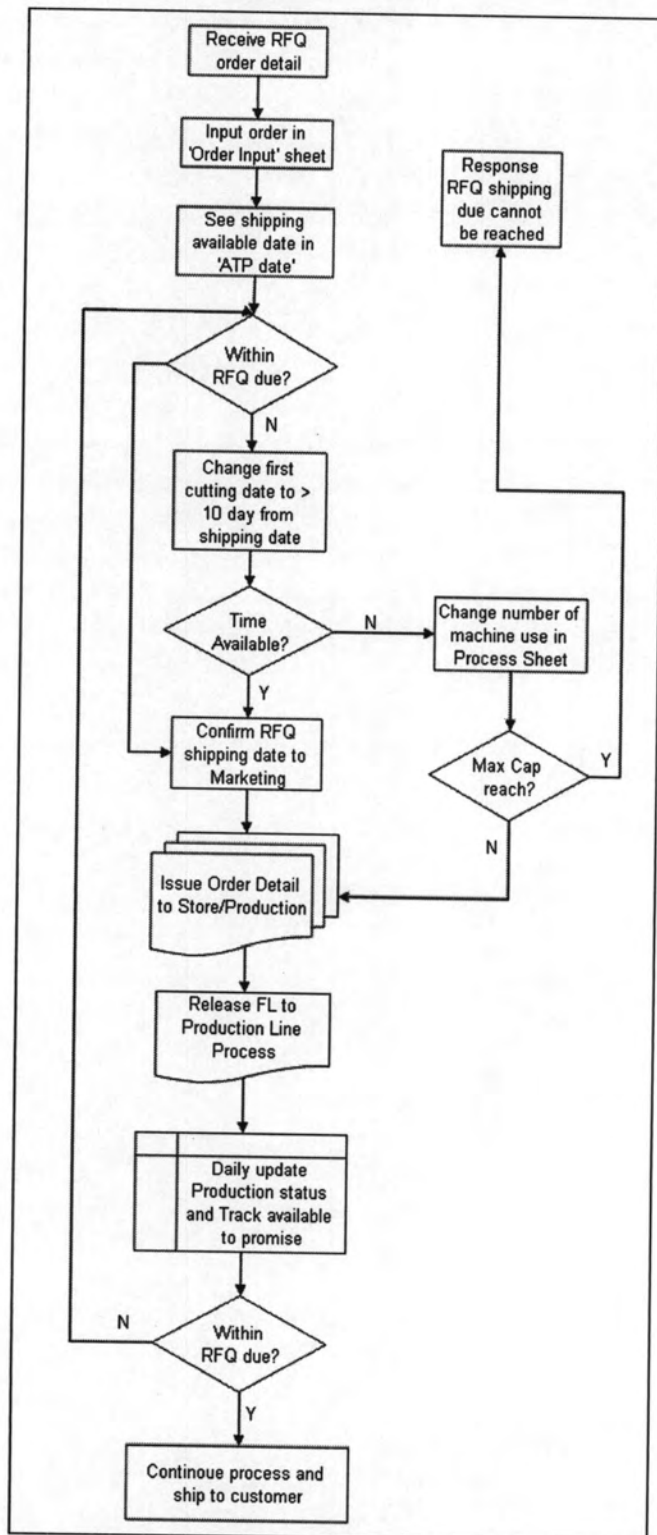 Receive RFQ
order detail
Input order in
'Order Input' sheet
Response
RFQ shipping
due cannot
be reached
See shipping
available date in
'ATP date'
Within
RFQ due?
N
Change first
cutting date to >
10 day from
shipping date
Time
Available?
N
Change number of
machine use in
Process Sheet
Y
Confirm RFQ
shipping date to
Marketing
Max Cap
reach?
Y
N
Issue Order Detail
to Store/Production
Release FL to
Production Line
Process
Daily update
Production status
and Track available
to promise
N
Within
RFQ due?
Y
Continoue process and
ship to customer